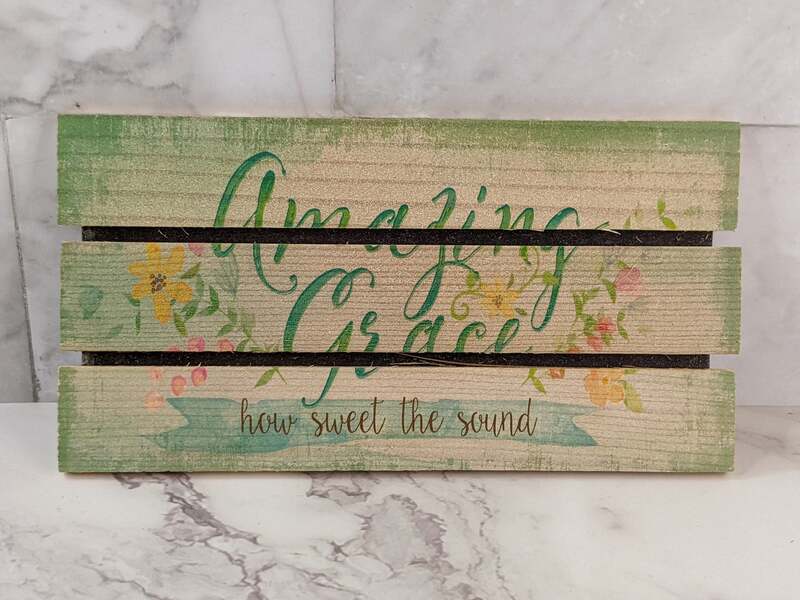 Amazing
Grace
how sweet the sound